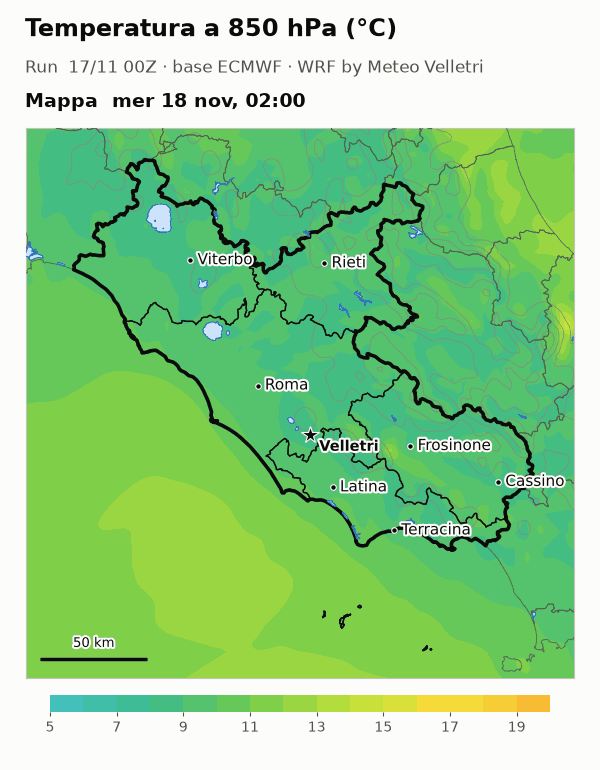 Temperatura a 850 hPa (°C)
Run  17/11 00Z · base ECMWF · WRF by Meteo Velletri
Mappa  mer 18 nov, 02:00
Viterbo
Rieti
Roma
Velletri
Frosinone
Cassino
Latina
Terracina
50 km
5 7 9 11 13 15 17 19